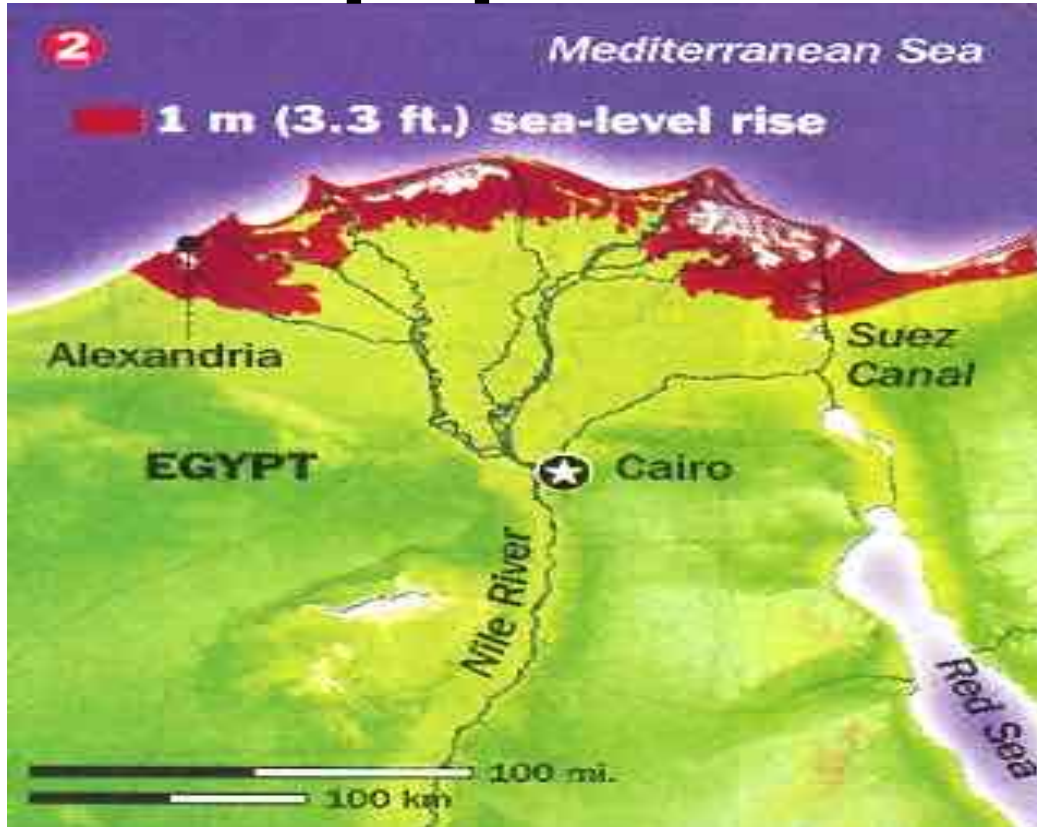 2
Mediterranean Sea
1 m (3.3 ft.) sea-level rise
Alexandria
Suez
Canal
EGYPT
Cairo
Nile River
Red Sea
100 mi.
100 km